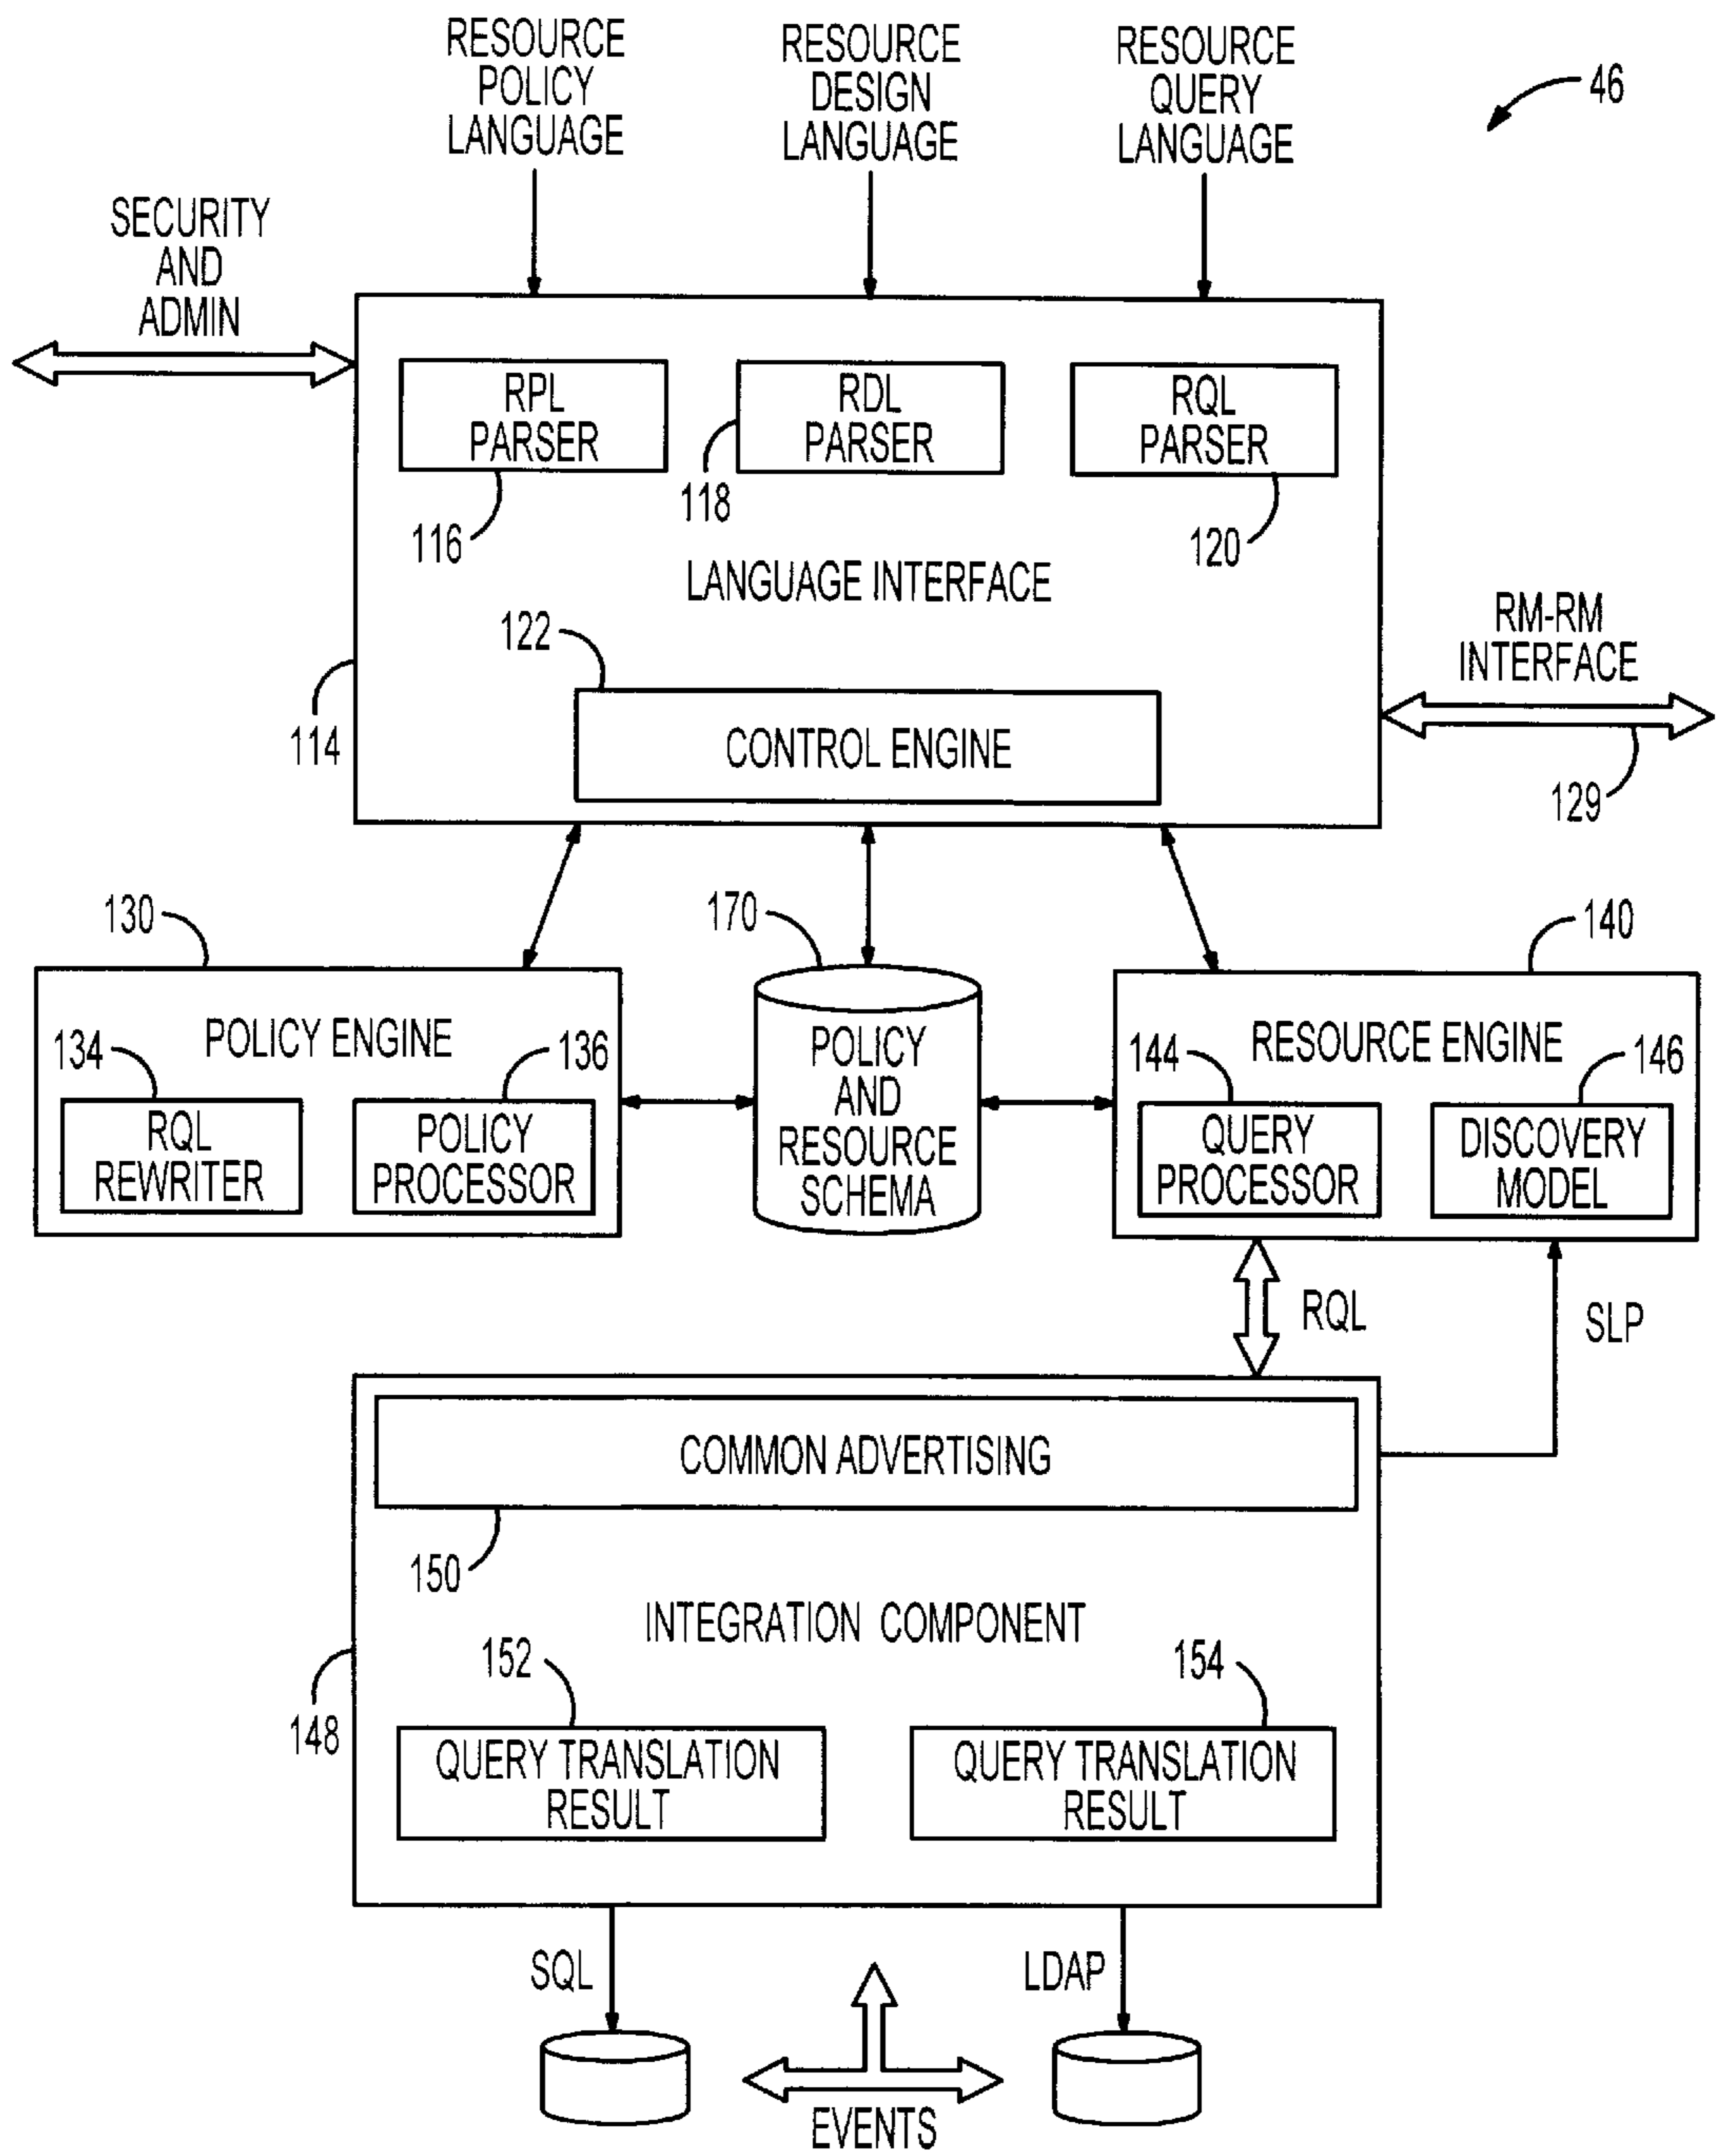 RESOURCE
POLICY
LANGUAGE
RESOURCE
DESIGN
LANGUAGE
RESOURCE
QUERY
LANGUAGE
46
SECURITY
AND
ADMIN
RPL
PARSER
RDL
PARSER
RQL
PARSER
116
118
120
LANGUAGE INTERFACE
122
114
CONTROL ENGINE
RM-RM
INTERFACE
129
130
170
140
POLICY ENGINE
134
136
RQL
REWRITER
POLICY
PROCESSOR
POLICY
AND
RESOURCE
SCHEMA
RESOURCE ENGINE
144
146
QUERY
PROCESSOR
DISCOVERY
MODEL
RQL
SLP
COMMON ADVERTISING
150
INTEGRATION COMPONENT
152
154
148
QUERY TRANSLATION
RESULT
QUERY TRANSLATION
RESULT
SQL
LDAP
EVENTS